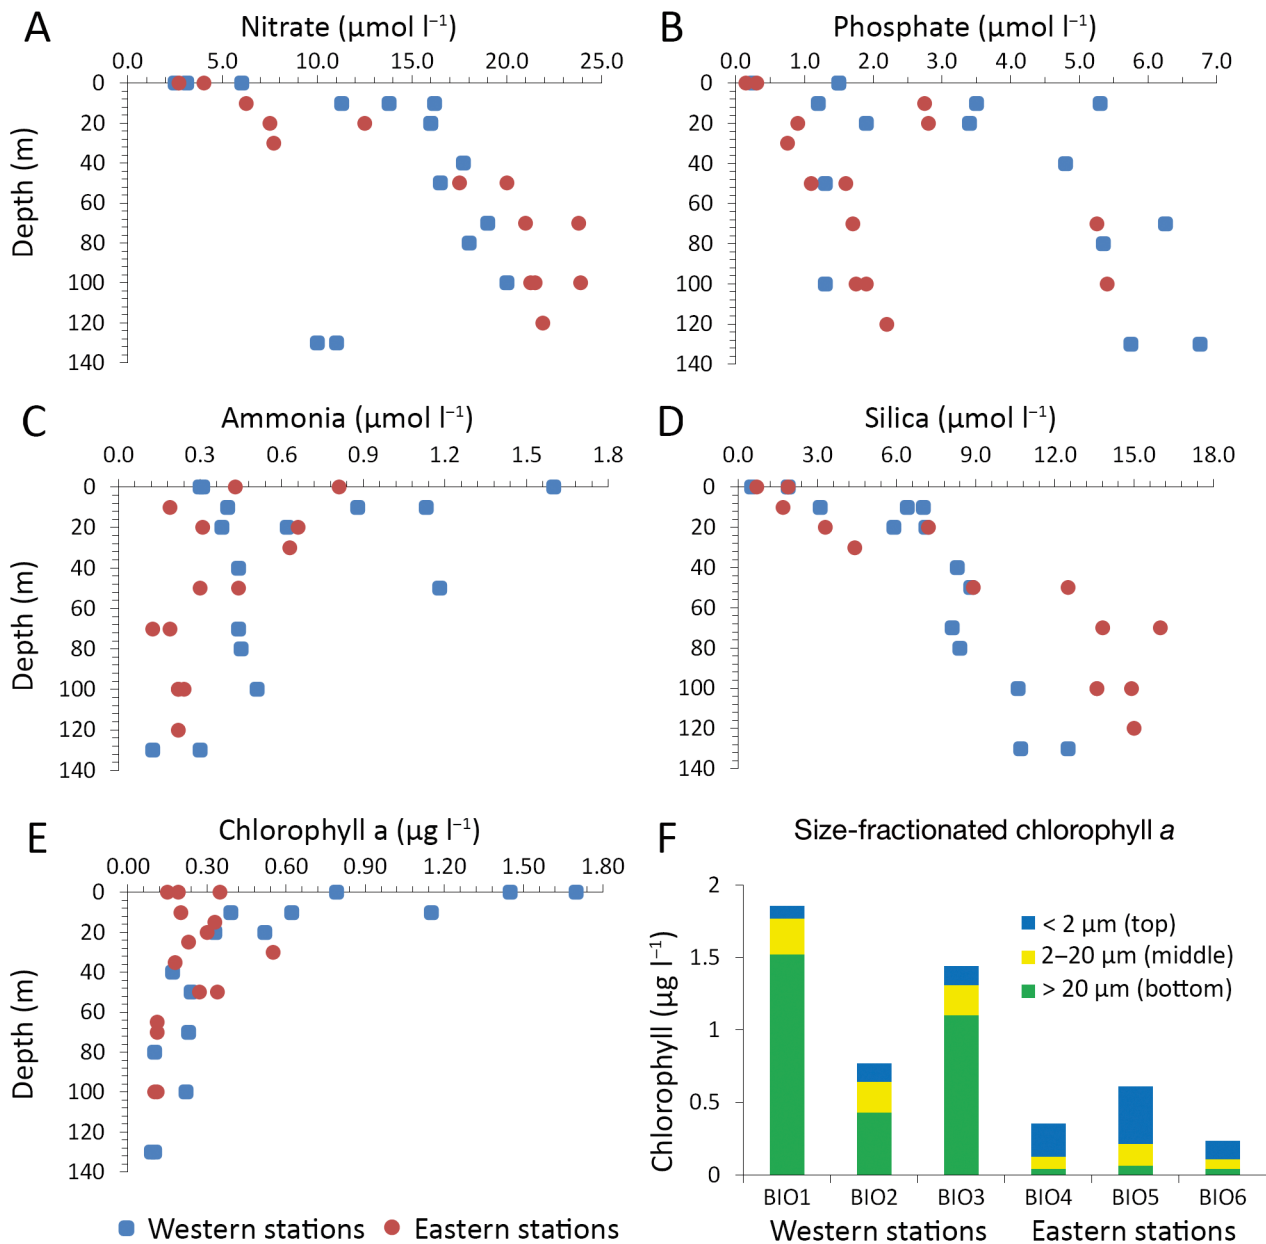 A Nitrate (μmol l⁻¹)
0.0 5.0 10.0 15.0 20.0 25.0
0
20
40
60
80
100
120
140
Depth (m)
B Phosphate (μmol l⁻¹)
0.0 1.0 2.0 3.0 4.0 5.0 6.0 7.0
0
20
40
60
80
100
120
140
C Ammonia (μmol l⁻¹)
0.0 0.3 0.6 0.9 1.2 1.5 1.8
0
20
40
60
80
100
120
140
Depth (m)
D Silica (μmol l⁻¹)
0.0 3.0 6.0 9.0 12.0 15.0 18.0
0
20
40
60
80
100
120
140
E Chlorophyll a (μg l⁻¹)
0.00 0.30 0.60 0.90 1.20 1.50 1.80
0
20
40
60
80
100
120
140
Depth (m)
Western stations Eastern stations
F Size-fractionated chlorophyll a
2
1.5
1
0.5
0
Chlorophyll (μg l⁻¹)
< 2 μm (top)
2–20 μm (middle)
> 20 μm (bottom)
BIO1 BIO2 BIO3 BIO4 BIO5 BIO6
Western stations Eastern stations